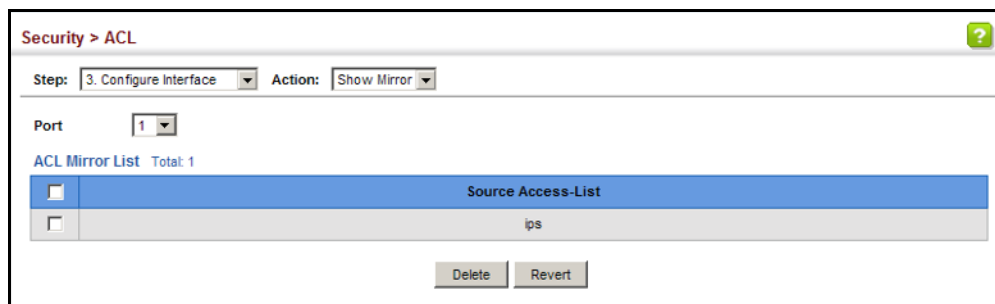 Security > ACL
?
Step: 3. Configure Interface Action: Show Mirror
Port 1
ACL Mirror List Total: 1
Source Access-List
ips
Delete Revert